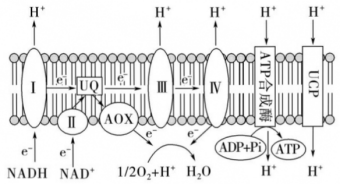 H⁺ H⁺ H⁺ H⁺ H⁺
e⁻ e⁻ e⁻
I UQ III IV ATP合成酶 UCP
II AOX
e⁻ e⁻ e⁻ e⁻ ADP+Pi ATP
NADH NAD⁺ 1/2O₂+H⁺ H₂O H⁺ H⁺